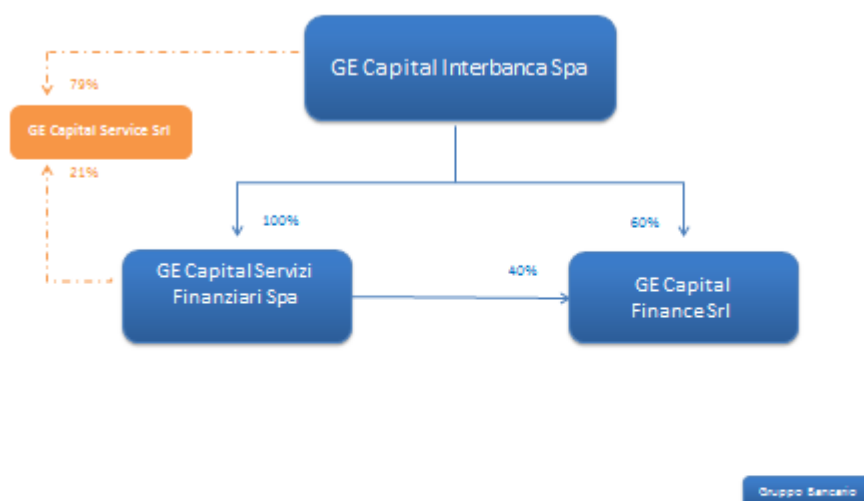 GE Capital Interbanca Spa
79%
GE Capital Service Srl
21%
100%
60%
GE Capital Servizi
Finanziari Spa
40%
GE Capital
Finance Srl
Gruppo Bancario